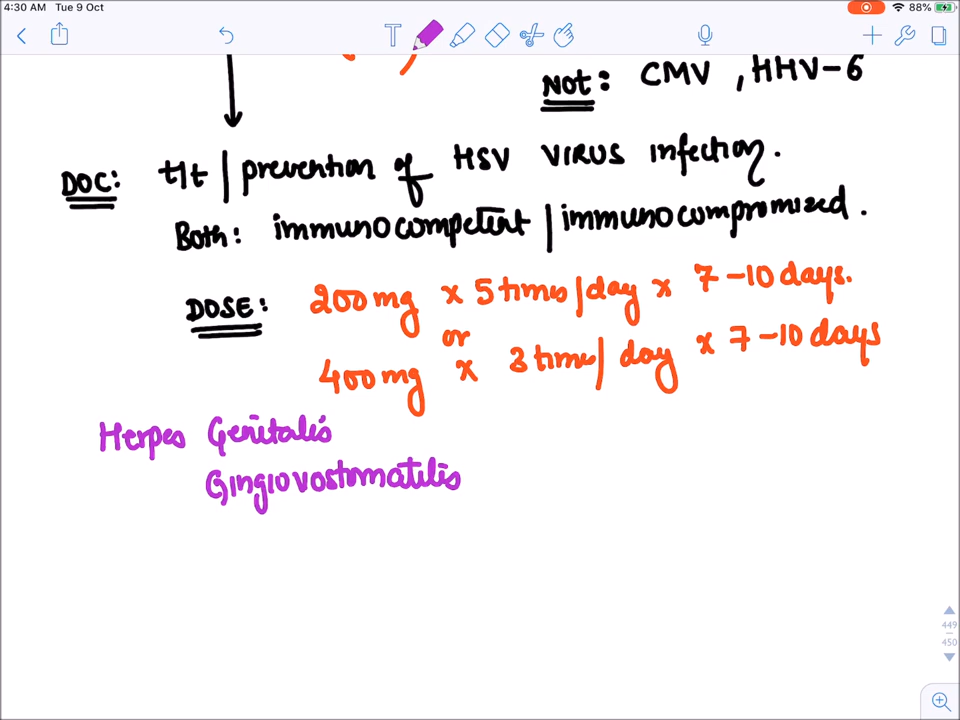 4:30 AM Tue 9 Oct 88%
T
NOT: CMV , HHV-6
DOC: t/t | prevention of HSV VIRUS infection.
Both: immunocompetent | immunocompromized.
DOSE: 200mg x 5 times/day x 7-10 days.
or
400mg x 3 times/day x 7-10 days
Herpes Genitalis
Gingiovostomatitis
449
450